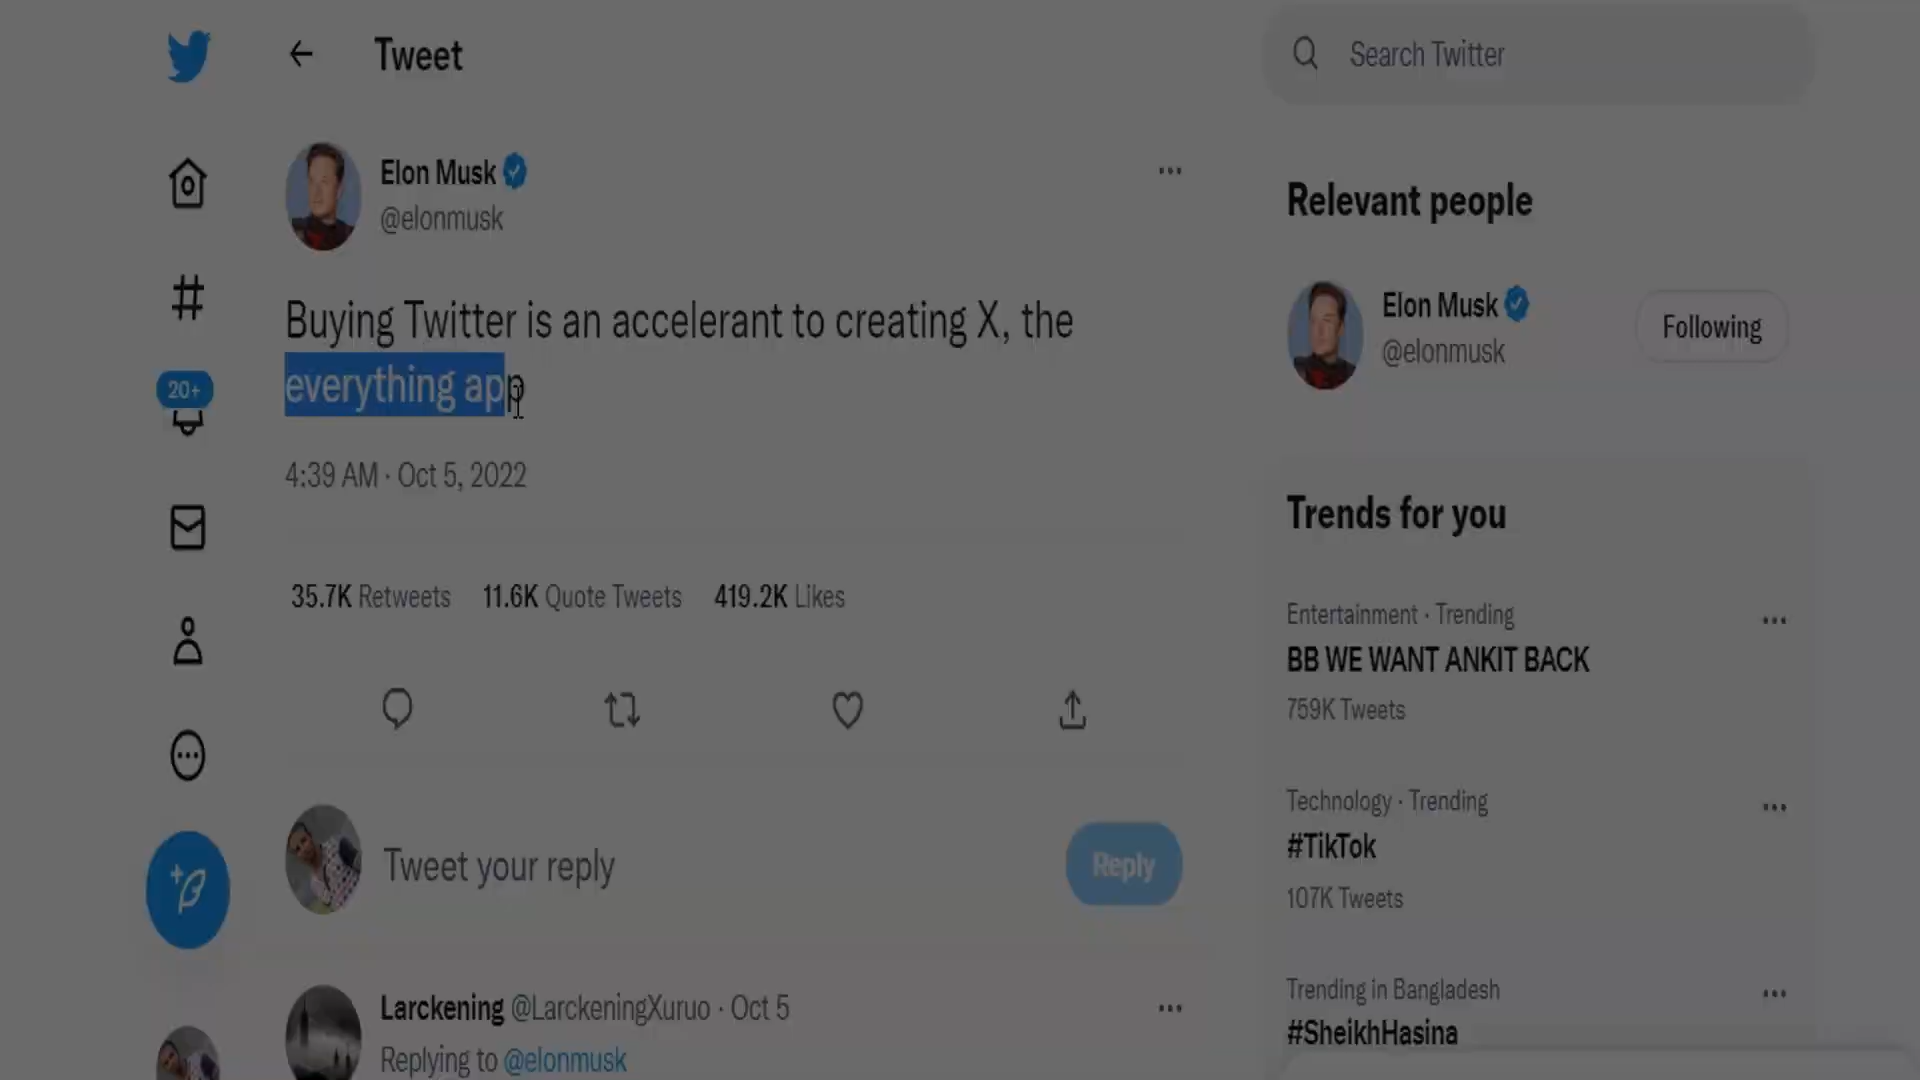 Tweet
Search Twitter
Elon Musk
@elonmusk
Buying Twitter is an accelerant to creating X, the
everything app
4:39 AM · Oct 5, 2022
35.7K Retweets 11.6K Quote Tweets 419.2K Likes
Tweet your reply
Reply
Larckening @LarckeningXuruo · Oct 5
Replying to @elonmusk
20+
Relevant people
Elon Musk
@elonmusk
Following
Trends for you
Entertainment · Trending
BB WE WANT ANKIT BACK
759K Tweets
Technology · Trending
#TikTok
107K Tweets
Trending in Bangladesh
#SheikhHasina